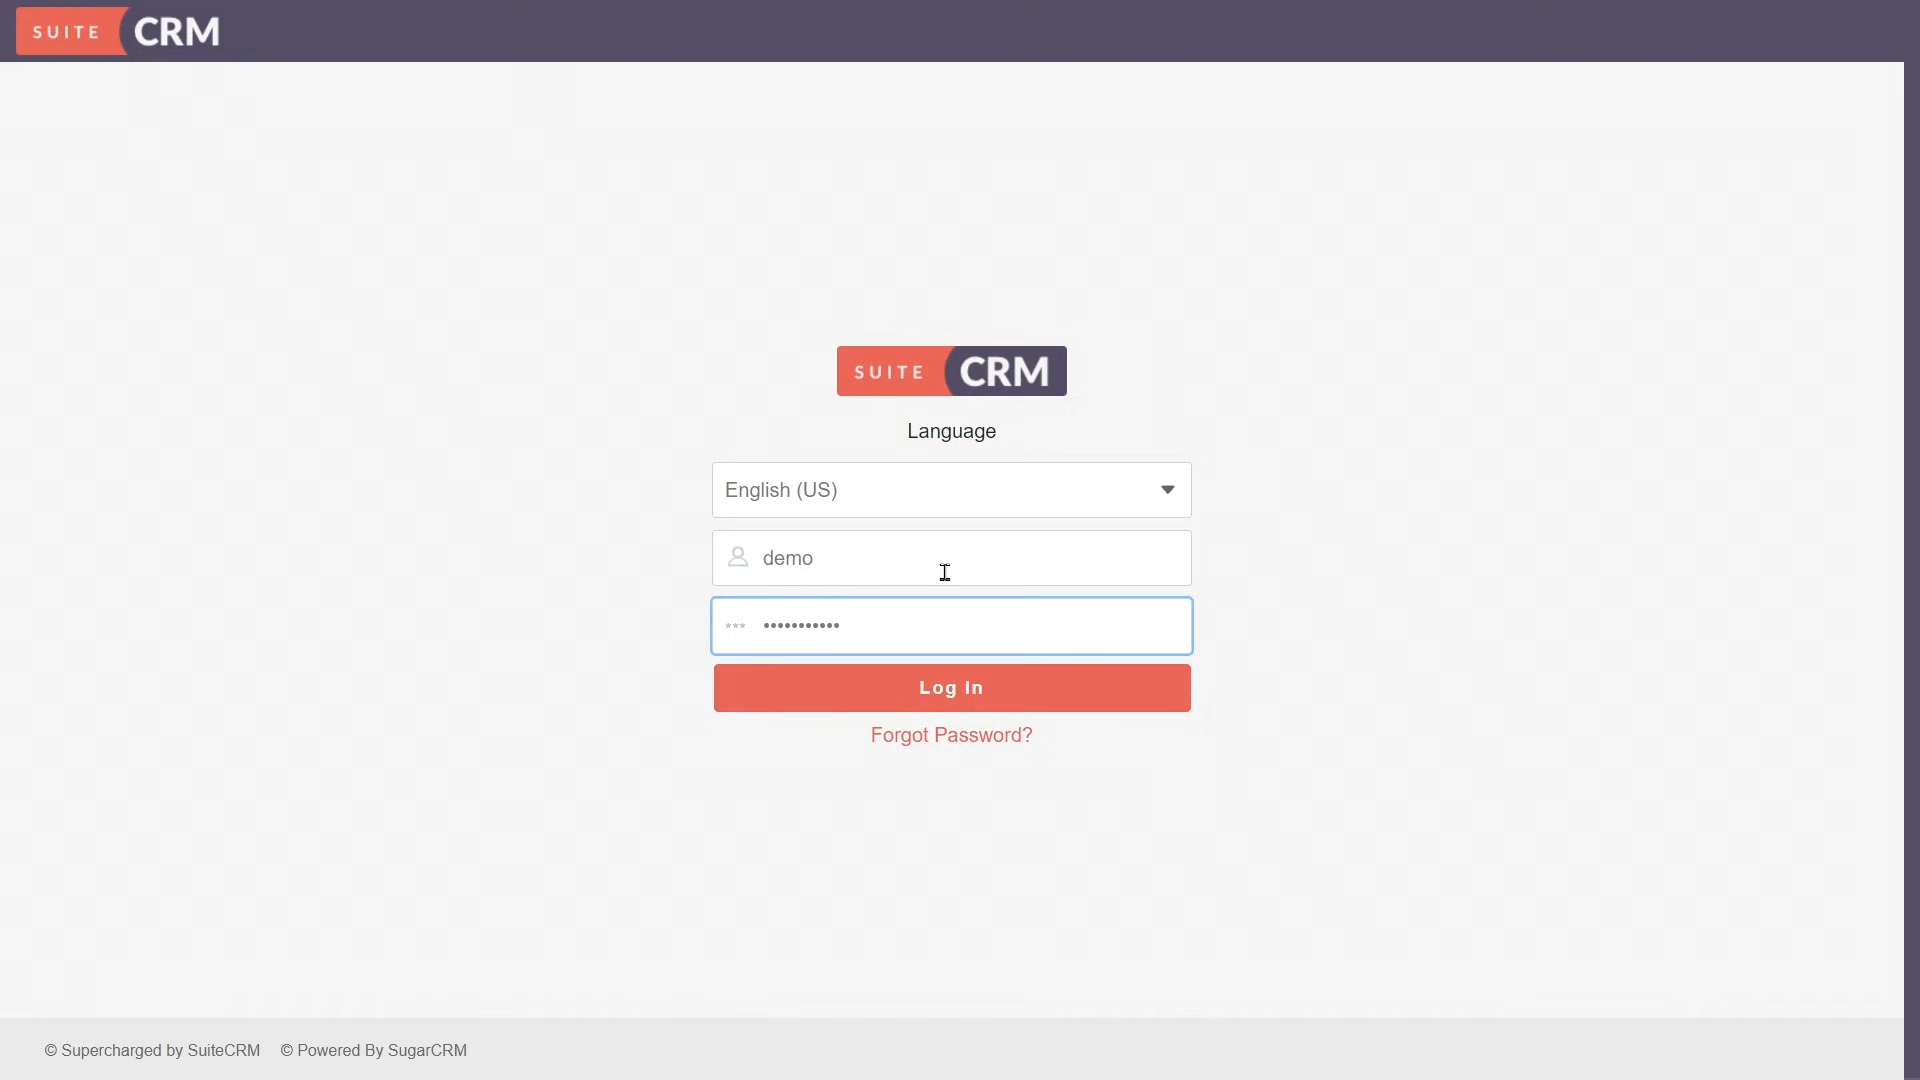 SUITE CRM
SUITE CRM
Language
English (US)
demo
*** •••••••••••
Log In
Forgot Password?
© Supercharged by SuiteCRM © Powered By SugarCRM